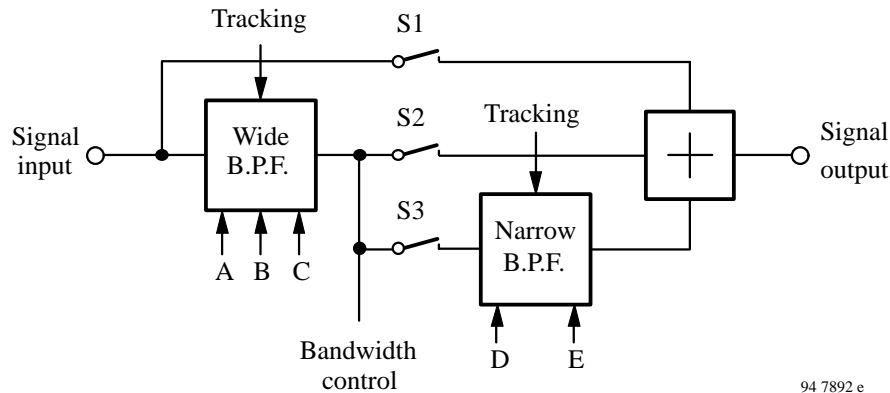 Tracking
S1
Signal
input
Wide
B.P.F.
S2
Tracking
Signal
output
S3
Narrow
B.P.F.
A B C
D E
Bandwidth
control
94 7892 e